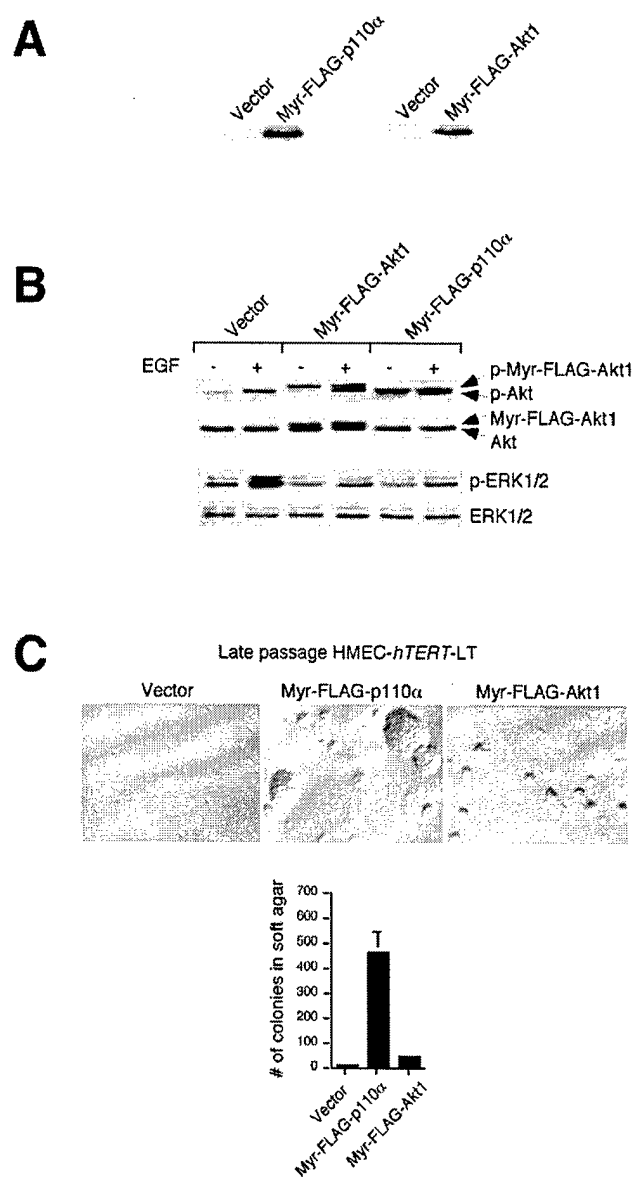 A
Vector
Myr-FLAG-p110α
Vector
Myr-FLAG-Akt1
B
Vector
Myr-FLAG-Akt1
Myr-FLAG-p110α
EGF - + - + - +
p-Myr-FLAG-Akt1
p-Akt
Myr-FLAG-Akt1
Akt
p-ERK1/2
ERK1/2
C
Late passage HMEC-hTERT-LT
Vector
Myr-FLAG-p110α
Myr-FLAG-Akt1
# of colonies in soft agar
700
600
500
400
300
200
100
0
Vector
Myr-FLAG-p110α
Myr-FLAG-Akt1